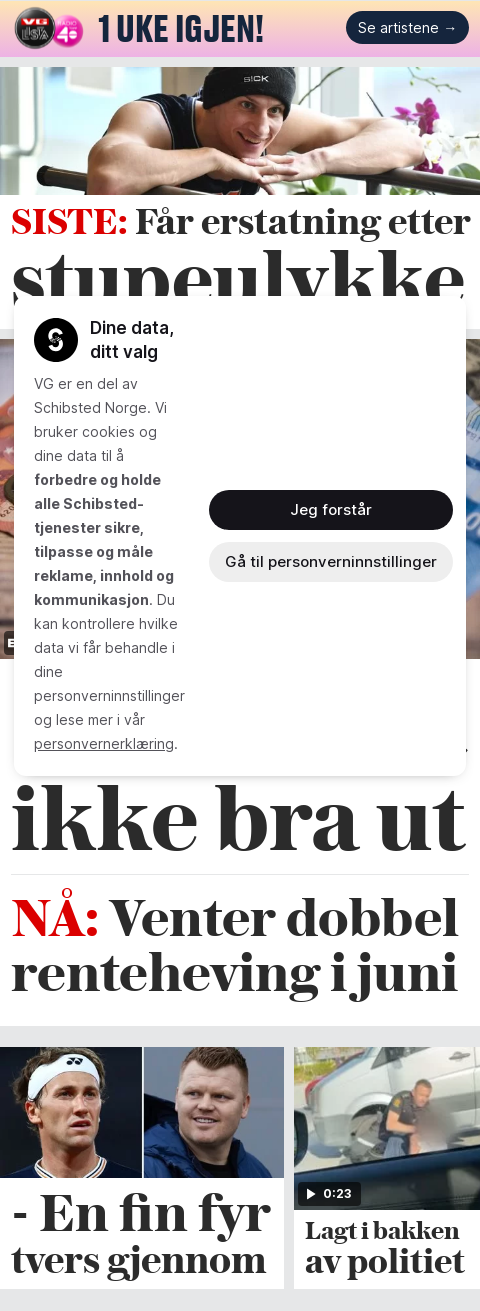 VG
1 UKE IGJEN!
Se artistene →
SICK
SISTE: Får erstatning etter
stupeulykke
Dine data,
ditt valg
VG er en del av
Schibsted Norge. Vi
bruker cookies og
dine data til å
forbedre og holde
alle Schibsted-
tjenester sikre,
tilpasse og måle
reklame, innhold og
kommunikasjon. Du
kan kontrollere hvilke
data vi får behandle i
dine
personverninnstillinger
og lese mer i vår
personvernerklæring.
Jeg forstår
Gå til personverninnstillinger
ikke bra ut
NÅ: Venter dobbel
renteheving i juni
- En fin fyr
tvers gjennom
0:23
Lagt i bakken
av politiet